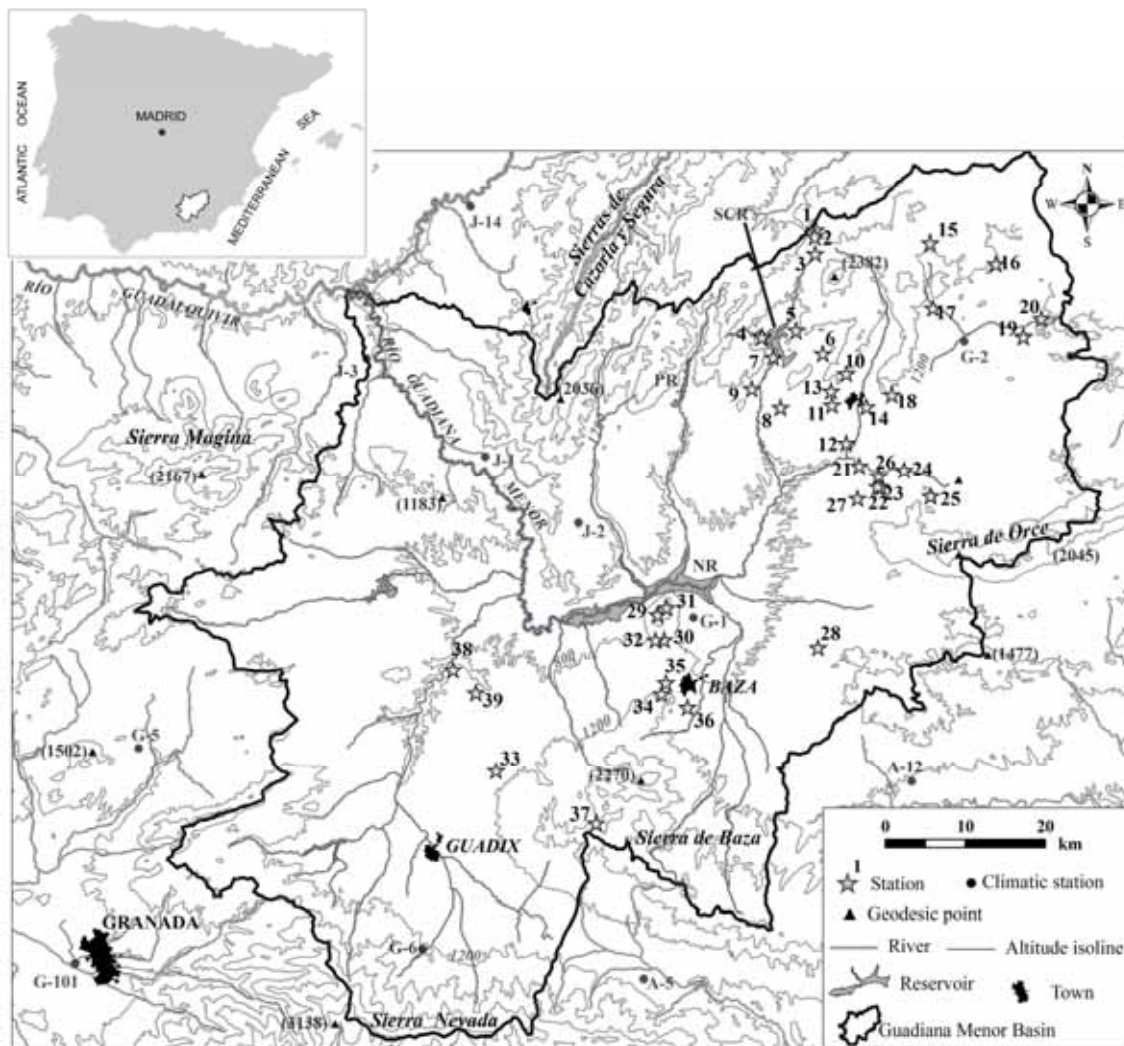 ATLANTIC OCEAN
MADRID
MEDITERRANEAN SEA
N
W E
S
J-14
Sierras de
Cazorla y Segura
SCR
1
2
3
(2382)
15
16
RÍO GUADALQUIVIR
J-3
RÍO GUADIANA MENOR
17
20
19
G-2
4
5
6
7
10
1200
(2036)
PR
9
13
8
11
14
18
Sierra Magina
(2167)
J-1
(1183)
12
21
26
24
27
22
23
25
J-2
Sierra de Orce
(2045)
NR
29
31
G-1
32
30
28
(1477)
38
39
35
BAZA
34
36
1200
(1502)
G-5
33
(2270)
A-12
37
Sierra de Baza
GUADIX
GRANADA
G-6
1200
G-101
A-5
(3138)
Sierra Nevada
0 10 20
km
1
Station
Climatic station
Geodesic point
River
Altitude isoline
Reservoir
Town
Guadiana Menor Basin